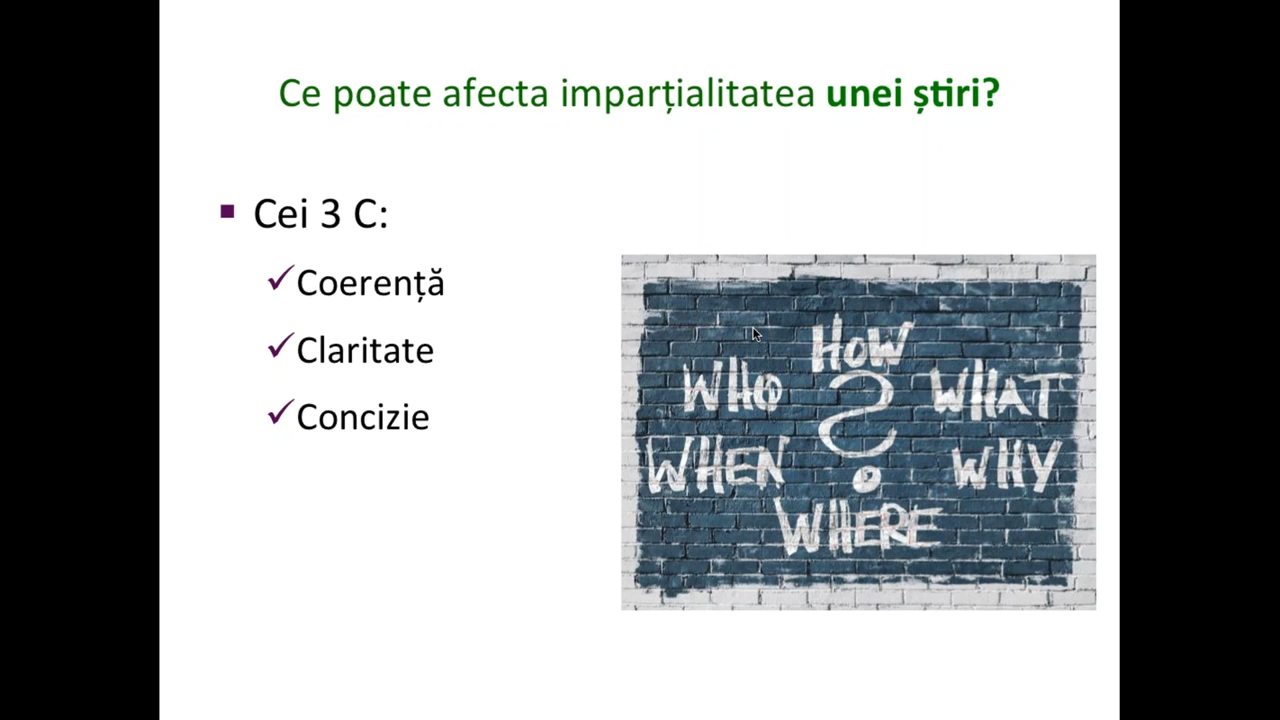 Ce poate afecta imparțialitatea unei știri?
Cei 3 C:
Coerență
Claritate
Concizie
HOW
WHO
WHAT
?
WHEN
WHY
WHERE